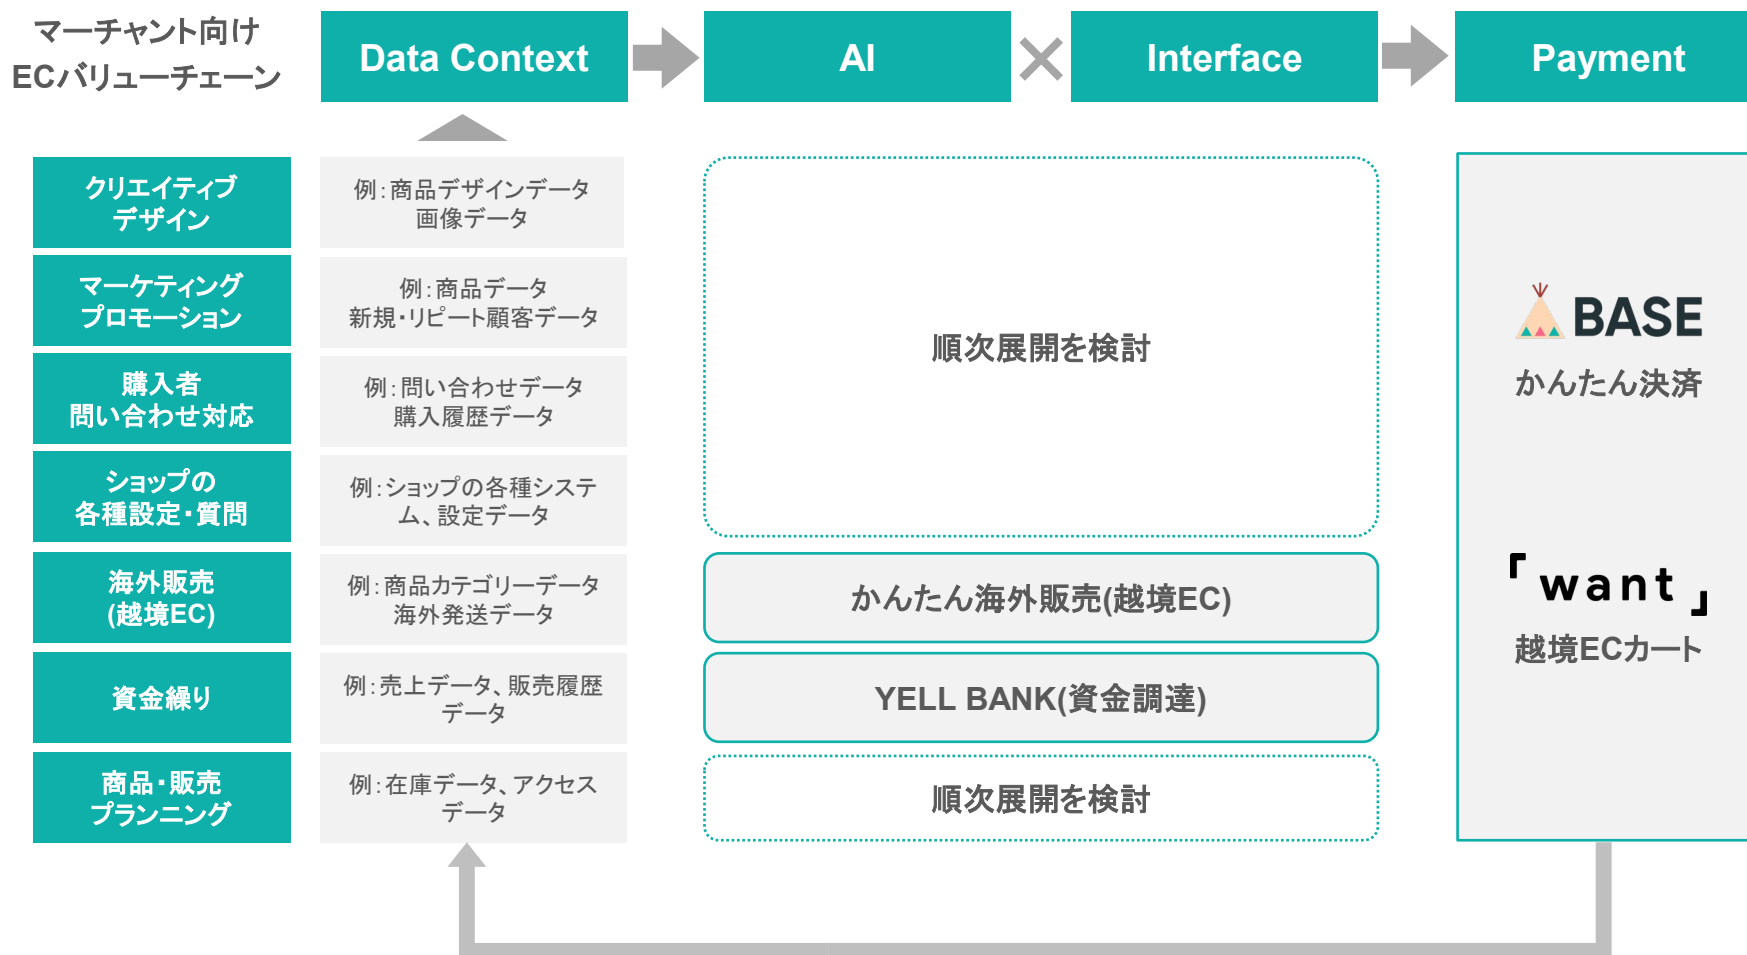 マーチャント向け
ECバリューチェーン
Data Context
AI
Interface
Payment
クリエイティブ
デザイン
例：商品デザインデータ
画像データ
マーケティング
プロモーション
例：商品データ
新規・リピート顧客データ
購入者
問い合わせ対応
例：問い合わせデータ
購入履歴データ
ショップの
各種設定・質問
例：ショップの各種システ
ム、設定データ
順次展開を検討
海外販売
(越境EC)
例：商品カテゴリーデータ
海外発送データ
かんたん海外販売(越境EC)
資金繰り
例：売上データ、販売履歴
データ
YELL BANK(資金調達)
商品・販売
プランニング
例：在庫データ、アクセス
データ
順次展開を検討
BASE
かんたん決済
「want」
越境ECカート